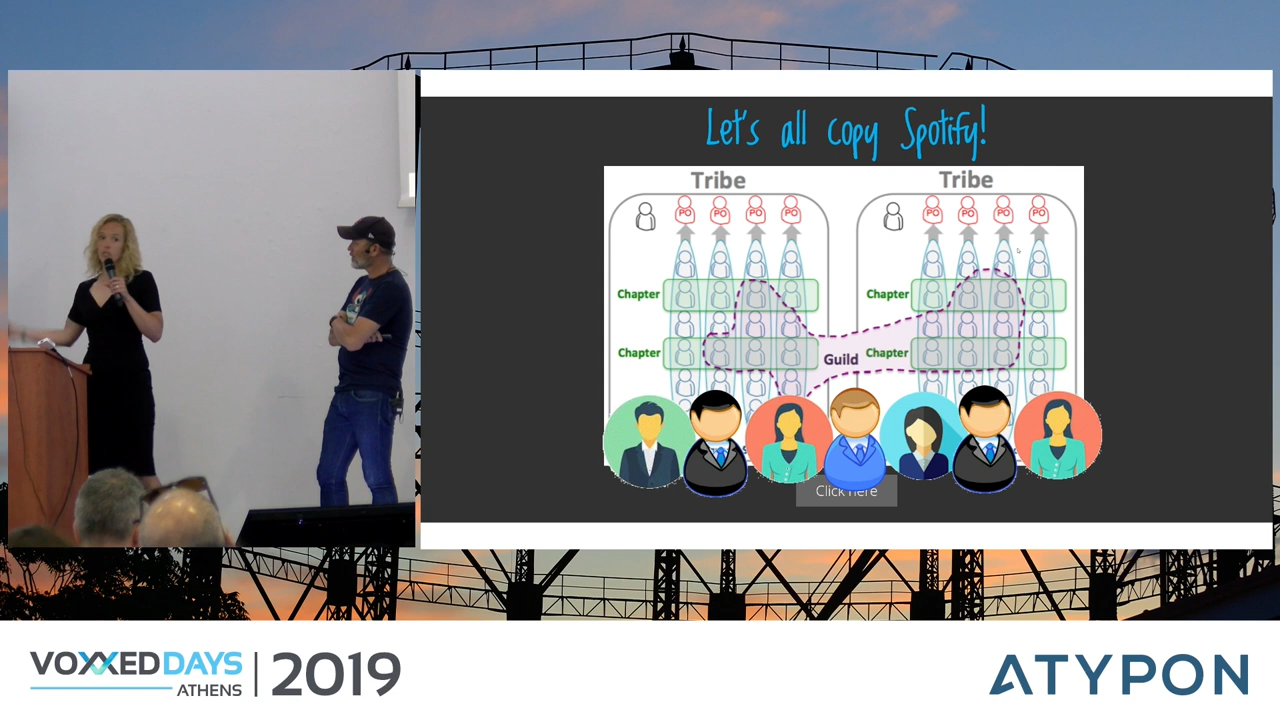 Let's all copy Spotify!
Tribe
Tribe
PO PO PO PO
PO PO PO PO
Chapter
Chapter
Chapter
Guild
Chapter
Click here
VOXXED DAYS
ATHENS
2019
ATYPON